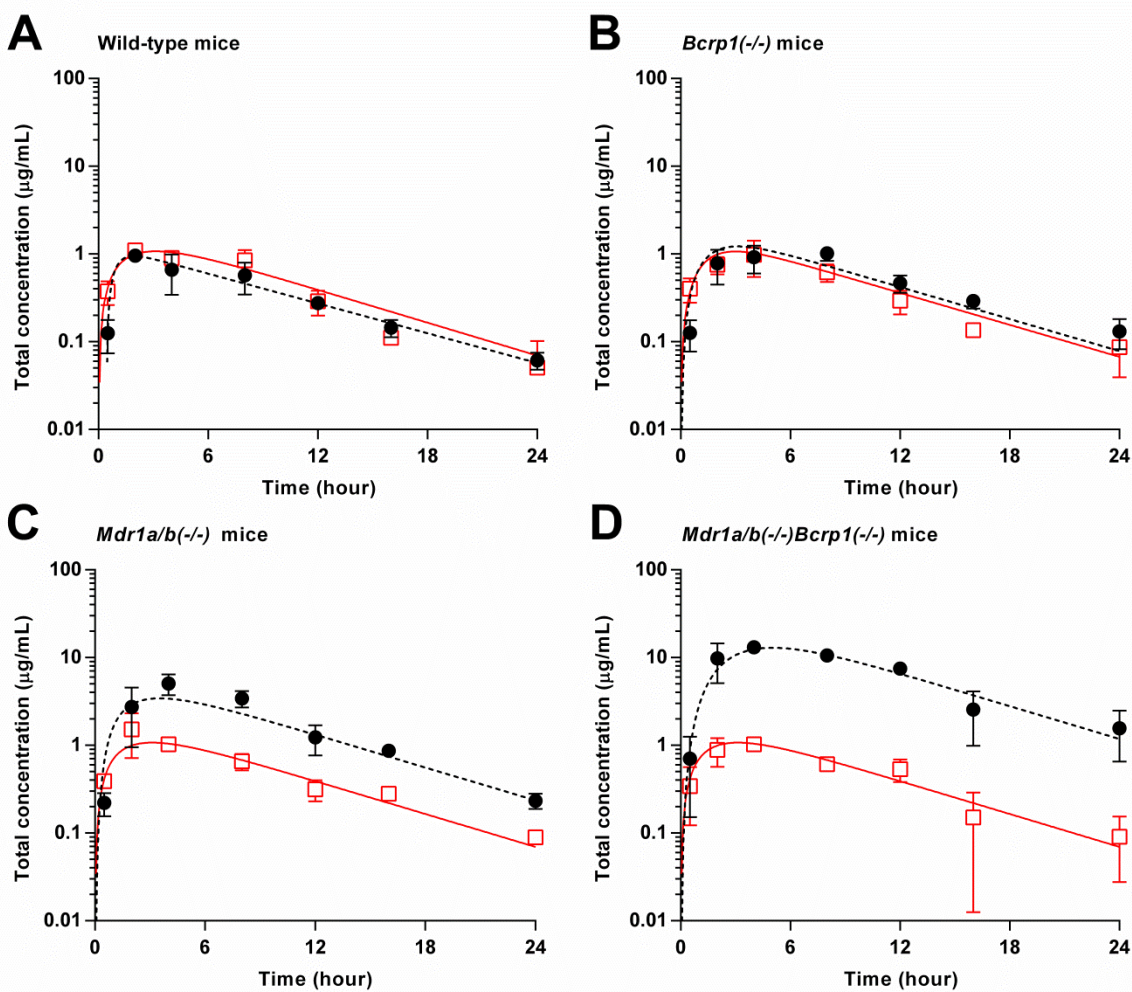 A
Wild-type mice
Total concentration (µg/mL)
100
10
1
0.1
0.01
0 6 12 18 24
Time (hour)
B
Bcrp1(-/-) mice
Total concentration (µg/mL)
100
10
1
0.1
0.01
0 6 12 18 24
Time (hour)
C
Mdr1a/b(-/-) mice
Total concentration (µg/mL)
100
10
1
0.1
0.01
0 6 12 18 24
Time (hour)
D
Mdr1a/b(-/-)Bcrp1(-/-) mice
Total concentration (µg/mL)
100
10
1
0.1
0.01
0 6 12 18 24
Time (hour)